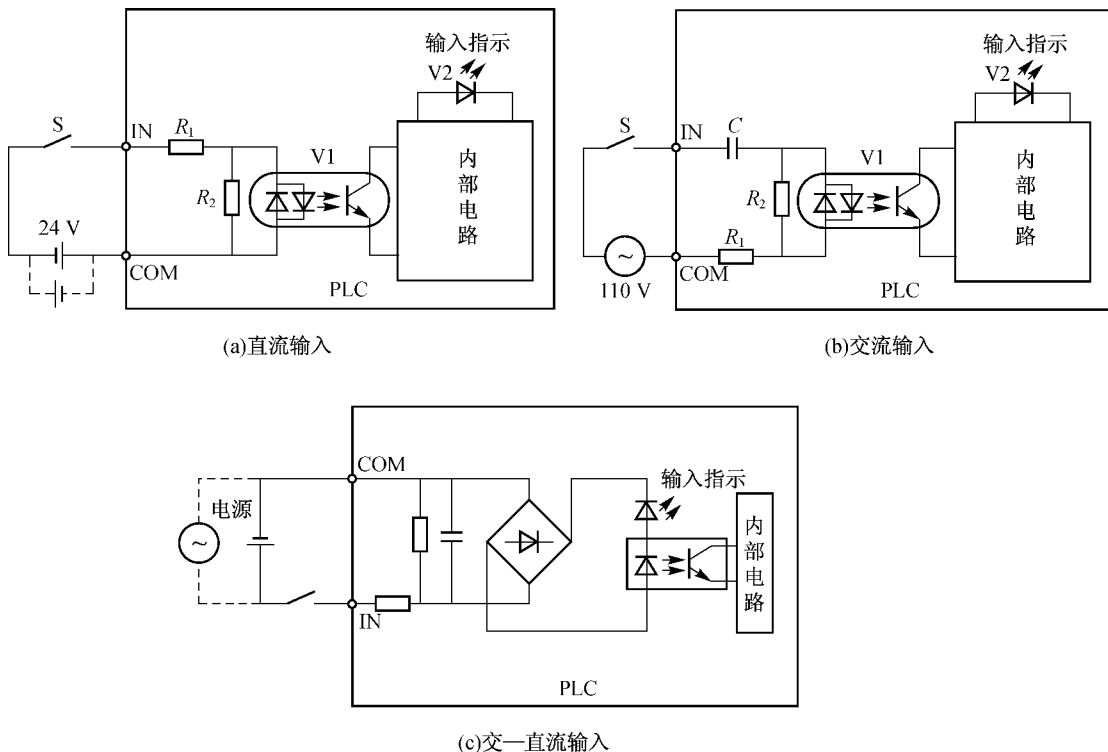 输入指示
V2
S
IN
R₁
V1
R₂
内部电路
24 V
COM
PLC
(a)直流输入
输入指示
V2
S
IN
C
V1
R₂
内部电路
R₁
COM
110 V
PLC
(b)交流输入
COM
电源
输入指示
内部电路
IN
PLC
(c)交—直流输入